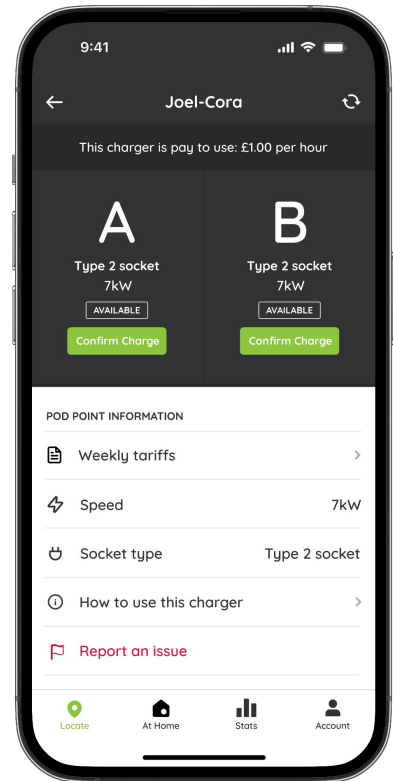 9:41
Joel-Cora
This charger is pay to use: £1.00 per hour
A
Type 2 socket
7kW
AVAILABLE
Confirm Charge
B
Type 2 socket
7kW
AVAILABLE
Confirm Charge
POD POINT INFORMATION
Weekly tariffs
Speed 7kW
Socket type Type 2 socket
How to use this charger
Report an issue
Locate At Home Stats Account